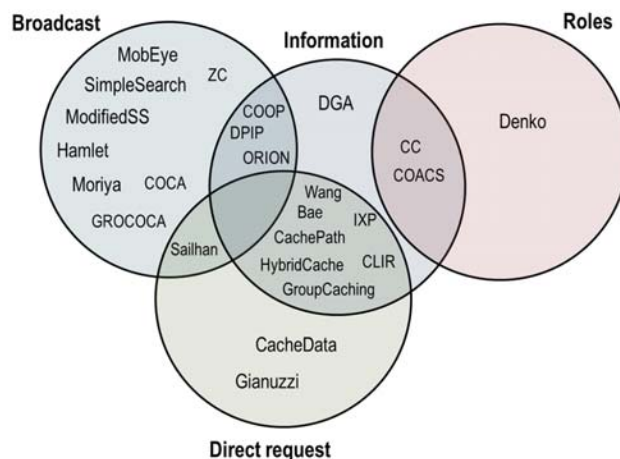 Broadcast
Information
Roles
MobEye
ZC
SimpleSearch
ModifiedSS
Hamlet
Moriya
COCA
GROCOCA
COOP
DPIP
ORION
DGA
CC
COACS
Denko
Sailhan
Wang
Bae
IXP
CachePath
HybridCache
CLIR
GroupCaching
CacheData
Gianuzzi
Direct request